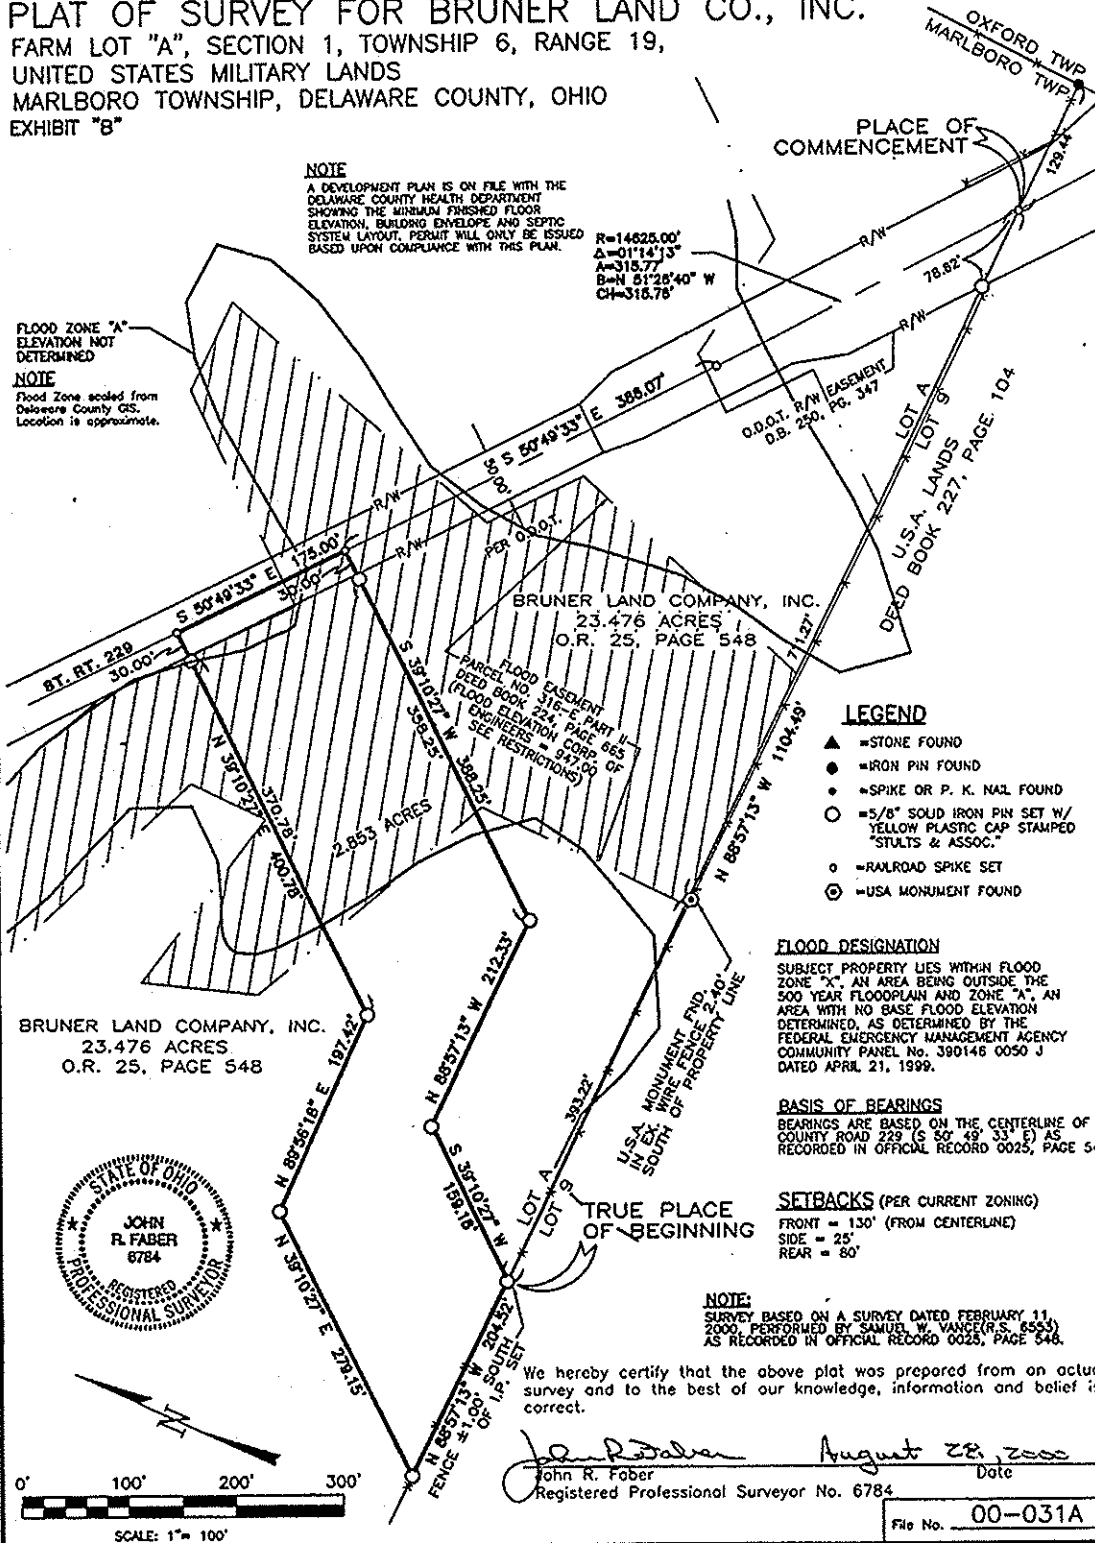 PLAT OF SURVEY FOR BRUNER LAND CO., INC.
FARM LOT "A", SECTION 1, TOWNSHIP 6, RANGE 19,
UNITED STATES MILITARY LANDS
MARLBORO TOWNSHIP, DELAWARE COUNTY, OHIO
EXHIBIT "B"
OXFORD TWP
MARLBORO TWP.
PLACE OF
COMMENCEMENT
129.44
NOTE
A DEVELOPMENT PLAN IS ON FILE WITH THE
DELAWARE COUNTY HEALTH DEPARTMENT
SHOWING THE MINIMUM FINISHED FLOOR
ELEVATION, BUILDING ENVELOPE AND SEPTIC
SYSTEM LAYOUT. PERMIT WILL ONLY BE ISSUED
BASED UPON COMPLIANCE WITH THIS PLAN.
R=14625.00'
Δ=01°14'13"
A=315.77'
B=N 51°26'40" W
CH=315.76'
R/W
78.62'
R/W
FLOOD ZONE "A"
ELEVATION NOT
DETERMINED
NOTE
Flood Zone scaled from
Delaware County GIS.
Location is approximate.
S 50°49'33" E 388.07'
O.D.O.T. R/W EASEMENT
D.B. 250, PG. 347
LOT A
LOT 9
U.S.A. LANDS
DEED BOOK 227, PAGE 104
50.00'
PER O.D.O.T.
R/W
R/W
S 50°49'33" E 175.00'
30.00'
ST. RT. 229
30.00'
BRUNER LAND COMPANY, INC.
23.476 ACRES
O.R. 25, PAGE 548
711.27'
N 88°57'13" W 1104.49'
FLOOD EASEMENT
PARCEL NO. 316-E PART II
DEED BOOK 224, PAGE 665
(FLOOD ELEVATION CORP. OF
ENGINEERS = 947.00
SEE RESTRICTIONS)
S 39°10'27" W 388.25'
358.25'
N 39°10'27" E 400.78'
370.78'
2.853 ACRES
LEGEND
▲ =STONE FOUND
● =IRON PIN FOUND
• =SPIKE OR P. K. NAIL FOUND
○ =5/8" SOLID IRON PIN SET W/
YELLOW PLASTIC CAP STAMPED
"STULTS & ASSOC."
o =RAILROAD SPIKE SET
=USA MONUMENT FOUND
FLOOD DESIGNATION
SUBJECT PROPERTY LIES WITHIN FLOOD
ZONE "X", AN AREA BEING OUTSIDE THE
500 YEAR FLOODPLAIN AND ZONE "A", AN
AREA WITH NO BASE FLOOD ELEVATION
DETERMINED, AS DETERMINED BY THE
FEDERAL EMERGENCY MANAGEMENT AGENCY
COMMUNITY PANEL No. 390146 0050 J
DATED APRIL 21, 1999.
BRUNER LAND COMPANY, INC.
23.476 ACRES
O.R. 25, PAGE 548
N 88°57'13" W 212.33'
N 89°56'18" E 197.42'
U.S.A. MONUMENT FND.
IN EX. WIRE FENCE 2.40'
SOUTH OF PROPERTY LINE
393.22'
BASIS OF BEARINGS
BEARINGS ARE BASED ON THE CENTERLINE OF
COUNTY ROAD 229 (S 50° 49' 33" E) AS
RECORDED IN OFFICIAL RECORD 0025, PAGE
S 39°10'27" W
159.18'
LOT A
LOT 9
TRUE PLACE
OF BEGINNING
SETBACKS (PER CURRENT ZONING)
FRONT = 130' (FROM CENTERLINE)
SIDE = 25'
REAR = 80'
STATE OF OHIO
JOHN
R. FABER
6784
REGISTERED
PROFESSIONAL SURVEYOR
N 39°10'27" E 279.15'
N 88°57'13" W 204.52'
FENCE ±1.00' SOUTH
OF I.P. SET
NOTE:
SURVEY BASED ON A SURVEY DATED FEBRUARY 11,
2000, PERFORMED BY SAMUEL W. VANCE(R.S. 6553)
AS RECORDED IN OFFICIAL RECORD 0025, PAGE 548.
We hereby certify that the above plat was prepared from an actu
survey and to the best of our knowledge, information and belief i
correct.
N
John R. Faber August 28, 2000
John R. Faber Date
Registered Professional Surveyor No. 6784
0' 100' 200' 300'
SCALE: 1"= 100'
File No. 00-031A